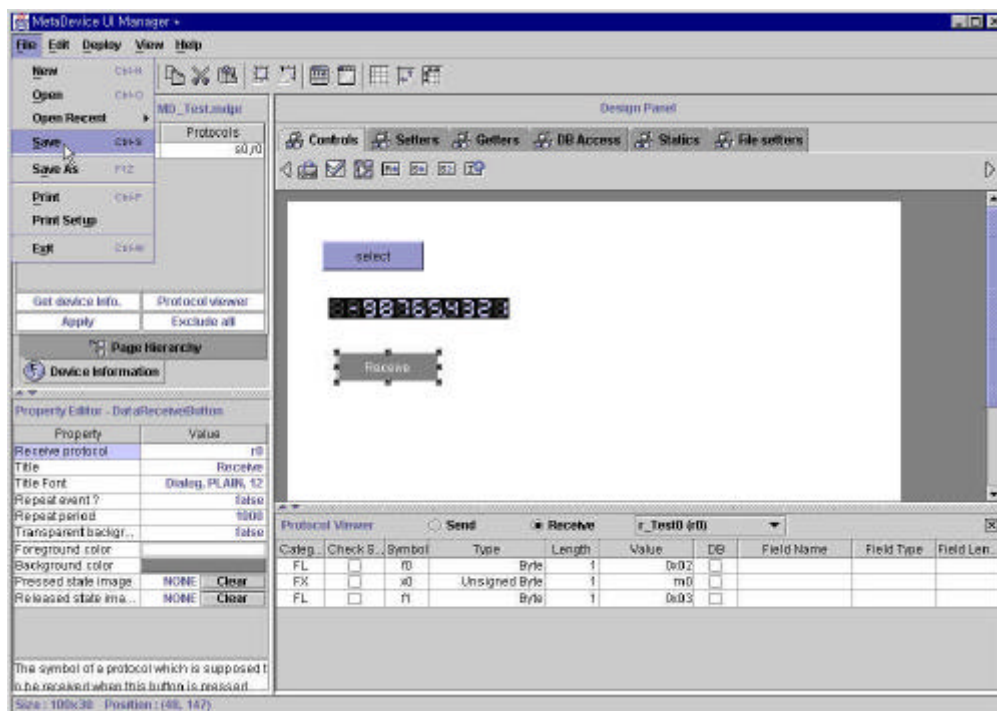 MetaDevice UI Manager +
File Edit Deploy View Help
New Ctrl-N
Open Ctrl-O
Open Recent
Save Ctrl-S
Save As F12
Print Ctrl-P
Print Setup
Exit
MD_Test.mdpr
Protocols
s0,r0
Get device Info. Protocol viewer
Apply Exclude all
Page Hierarchy
Device Information
Property Editor - DataReceiveButton
Property Value
Receive protocol r0
Title Receive
Title Font Dialog, PLAIN, 12
Repeat event ? false
Repeat period 1000
Transparent backgr... false
Foreground color
Background color
Pressed state image NONE Clear
Released state ima... NONE Clear
The symbol of a protocol which is supposed t
o be received when this button is pressed
Size : 100x30 Position : (48, 147)
Design Panel
Controls Setters Getters DB Access Statics File setters
select
-98765.4321
Receive
Protocol Viewer Send Receive r_Test0 (r0)
Categ... Check S... Symbol Type Length Value DB Field Name Field Type Field Len...
FL f0 Byte 1 0x02
FX x0 Unsigned Byte 1 m0
FL f1 Byte 1 0x03